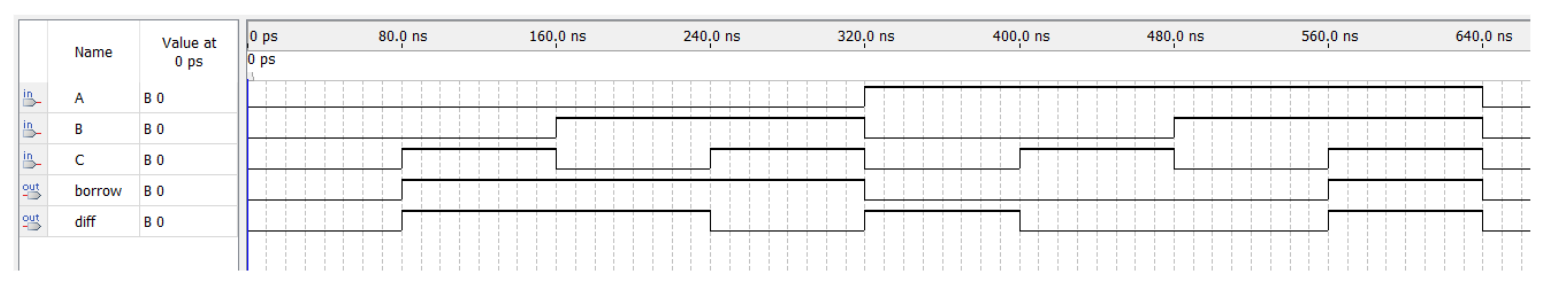 Name Value at 0 ps
0 ps 80.0 ns 160.0 ns 240.0 ns 320.0 ns 400.0 ns 480.0 ns 560.0 ns 640.0 ns
0 ps
in A B 0
in B B 0
in C B 0
out borrow B 0
out diff B 0